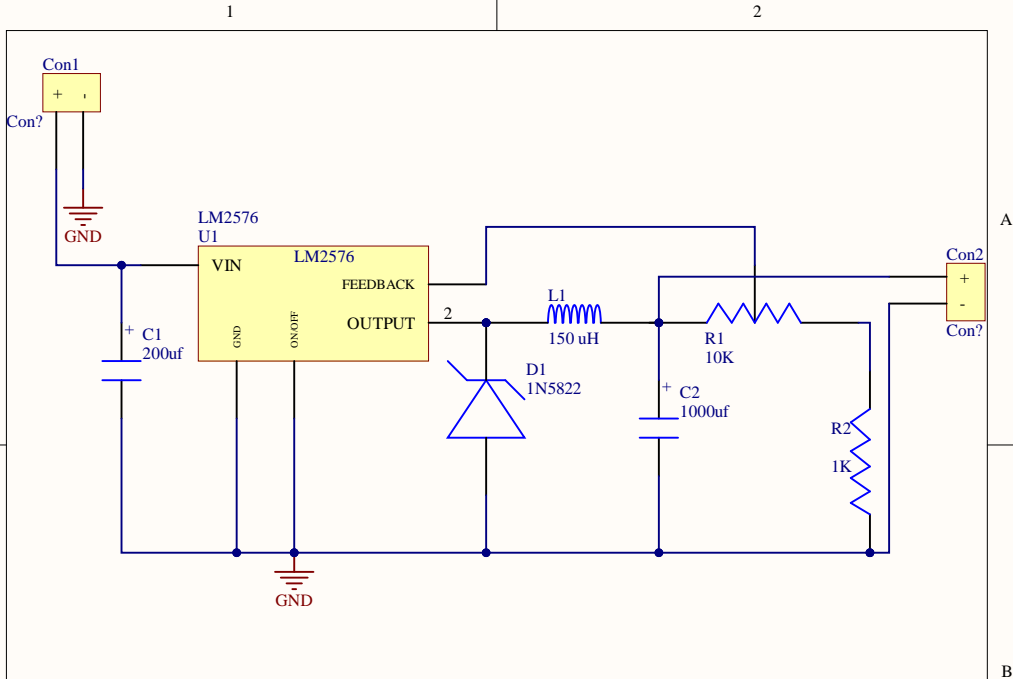 1
2
Con1
+ -
Con?
GND
A
LM2576
U1
LM2576
VIN
FEEDBACK
OUTPUT
2
GND
ON/OFF
+
C1
200uf
L1
150 uH
R1
10K
Con2
+
-
Con?
D1
1N5822
+
C2
1000uf
R2
1K
GND
B